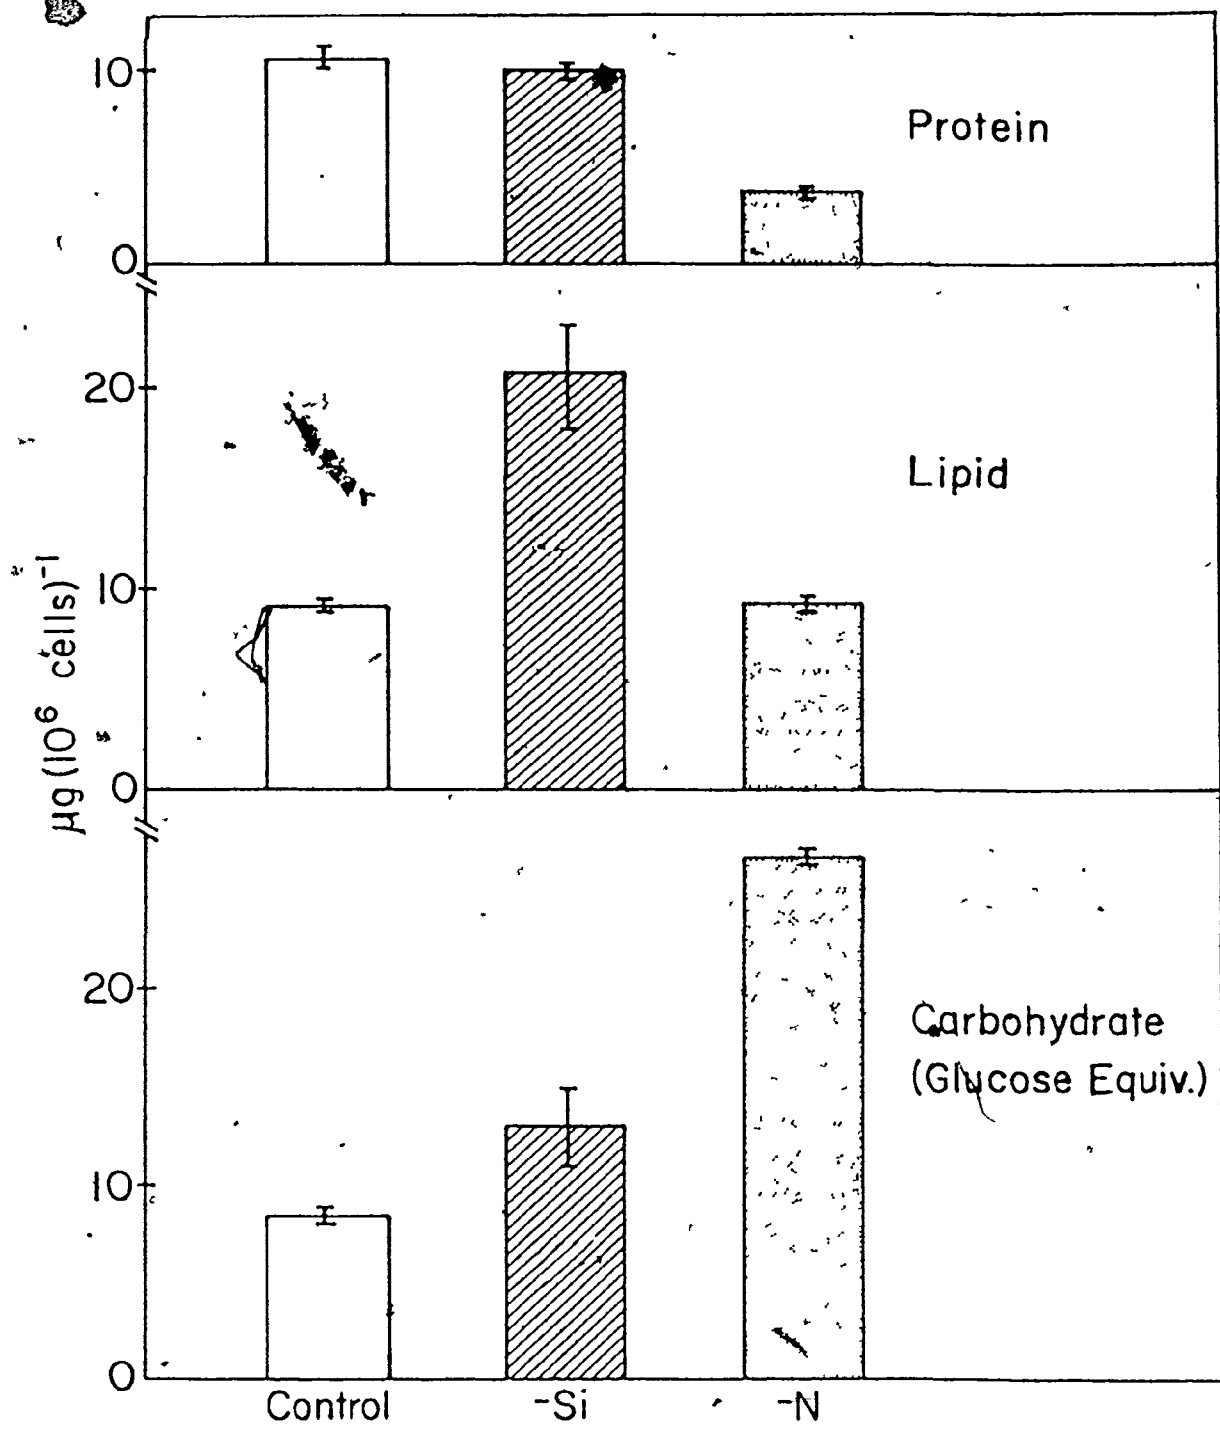 10
Protein
0
20
Lipid
10
0
µg (10⁶ cells)⁻¹
20
Carbohydrate
(Glucose Equiv.)
10
0
Control -Si -N